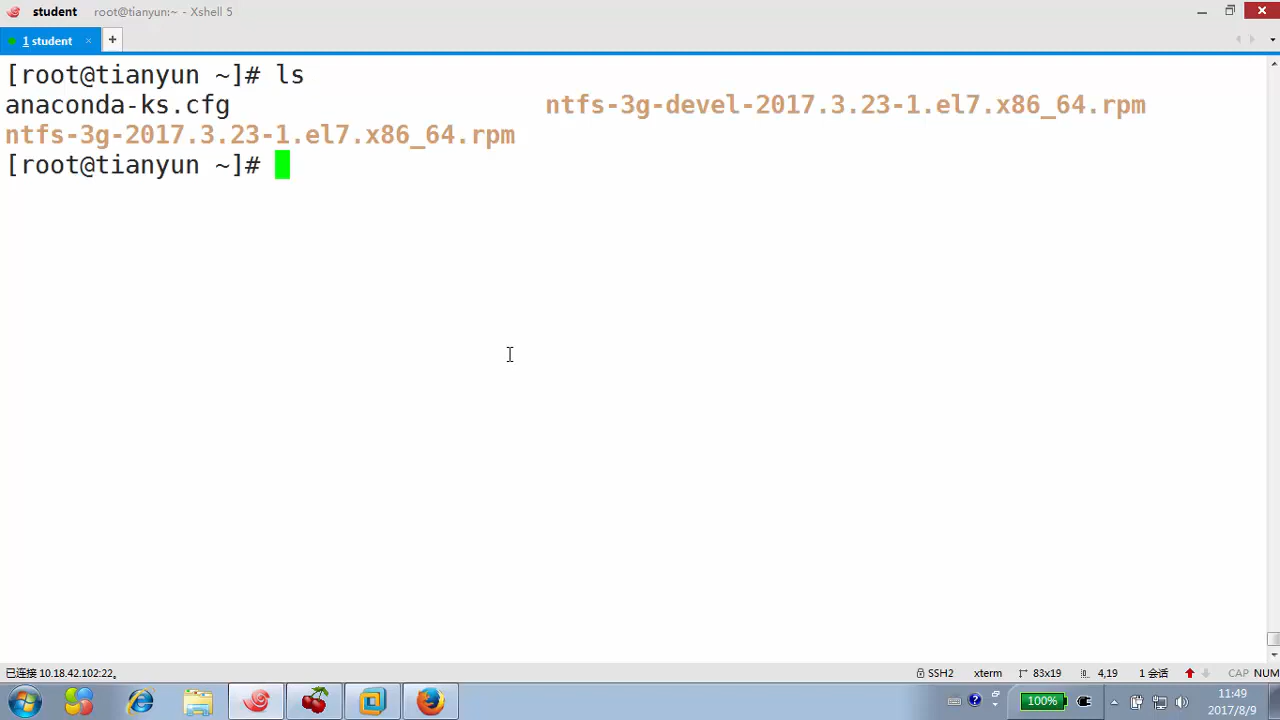 student root@tianyun:~ - Xshell 5
1 student
[root@tianyun ~]# ls
anaconda-ks.cfg ntfs-3g-devel-2017.3.23-1.el7.x86_64.rpm
ntfs-3g-2017.3.23-1.el7.x86_64.rpm
[root@tianyun ~]#
已连接 10.18.42.102:22。 SSH2 xterm 83x19 4,19 1 会话 CAP NUM
100% 11:49
2017/8/9